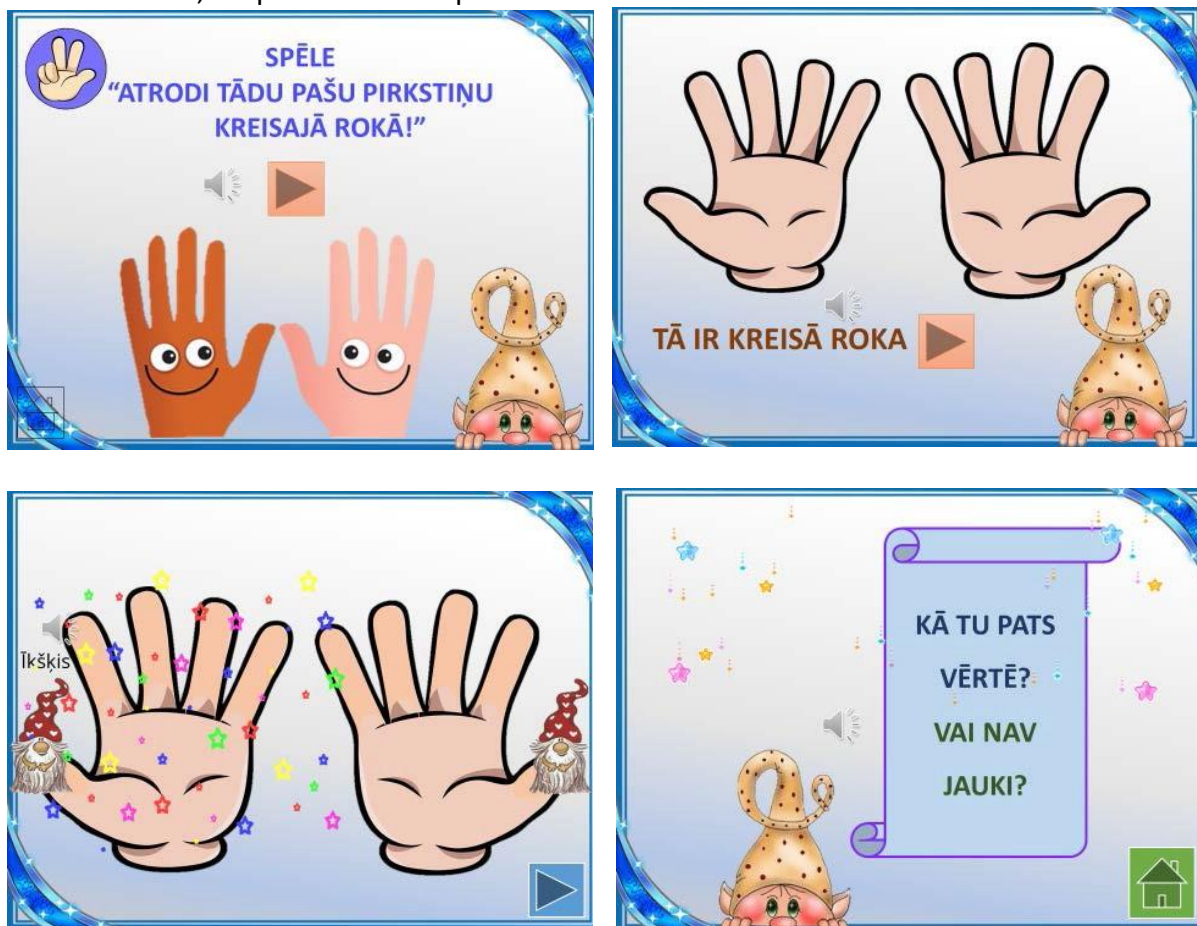 SPĒLE
“ATRODI TĀDU PAŠU PIRKSTIŅU
KREISAJĀ ROKĀ!”
TĀ IR KREISĀ ROKA
Īkšķis
KĀ TU PATS
VĒRTĒ?
VAI NAV
JAUKI?